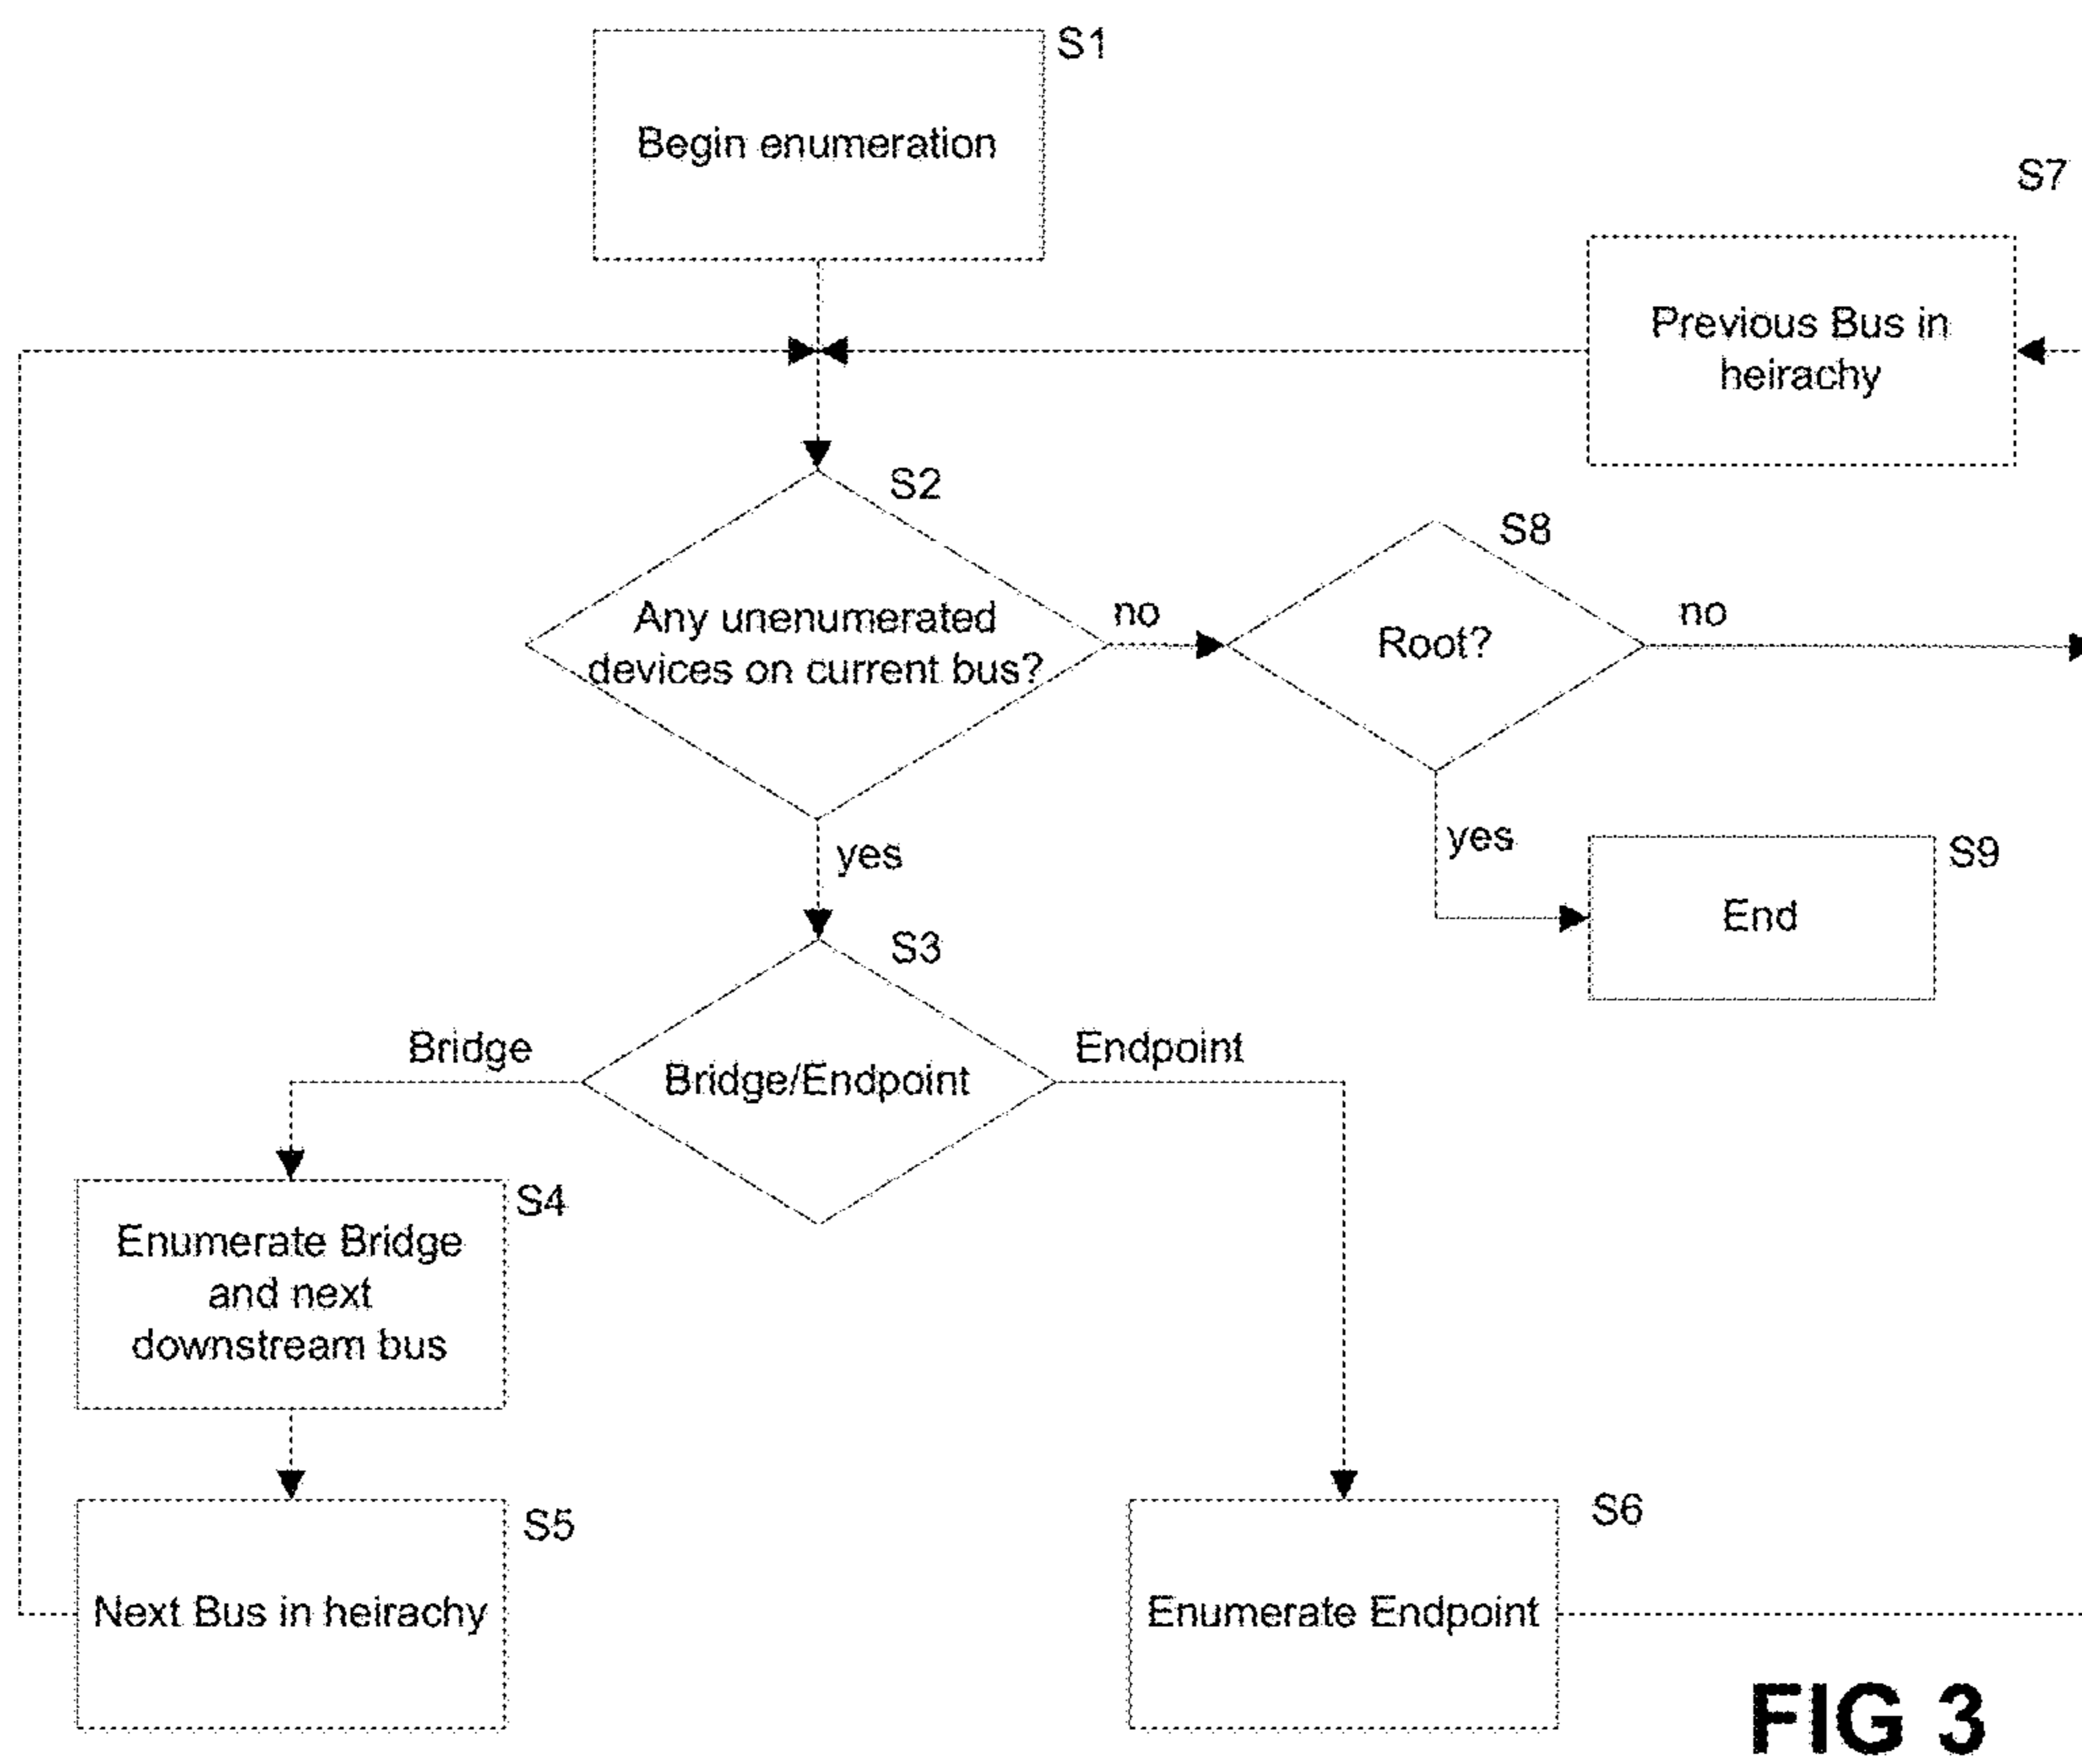 S1
Begin enumeration
S7
Previous Bus in
heirachy
S2
Any unenumerated
devices on current bus?
no
S8
Root?
no
yes
yes
S9
End
S3
Bridge
Bridge/Endpoint
Endpoint
S4
Enumerate Bridge
and next
downstream bus
S5
Next Bus in heirachy
S6
Enumerate Endpoint
FIG 3